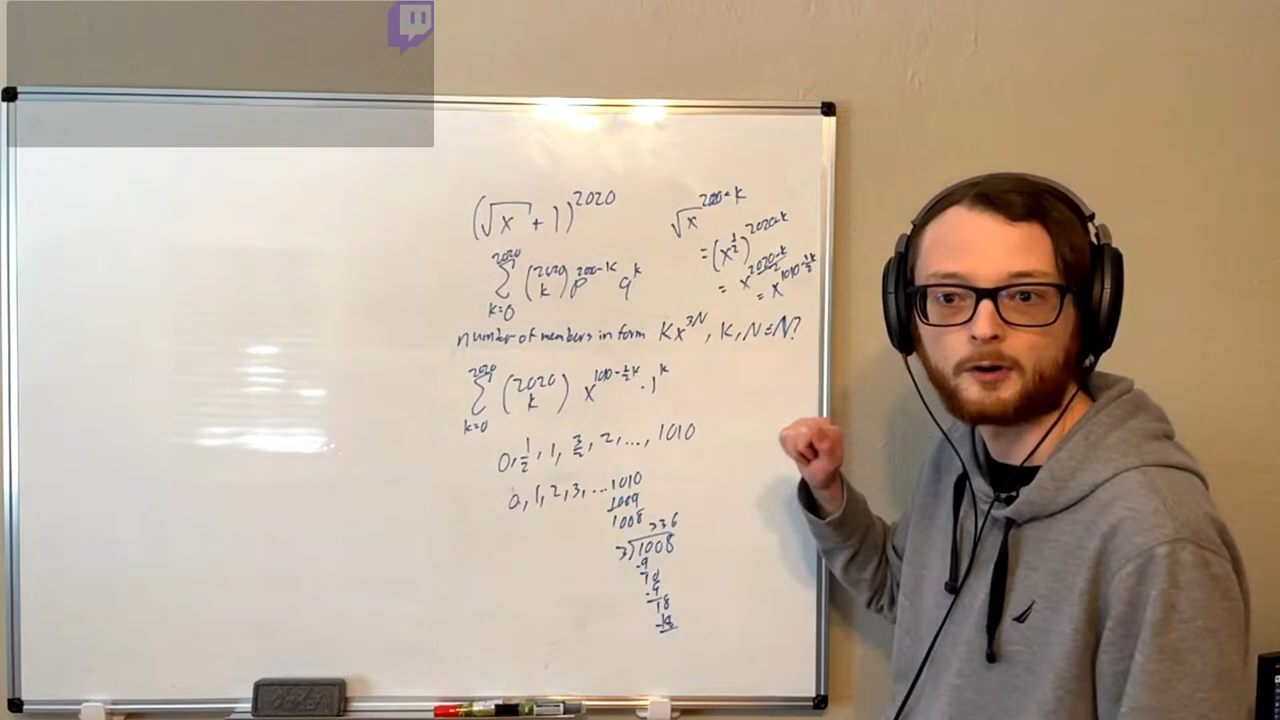 (√x + 1)^2020
√x^2020-k
= (x^1/2)^2020-k
= x^2020-k/2
= x^1010-1/2k
2020 Σ k=0 (2020 k) p^2020-k q^k
number of members in form Kx^3N, K, N ∈ N?
2020 Σ k=0 (2020 k) x^1010-1/2k · 1^k
0, 1/2, 1, 3/2, 2, ..., 1010
0, 1, 2, 3, ... 1010
1009
1008
336
3)1008
-9
10
-9
18
-18